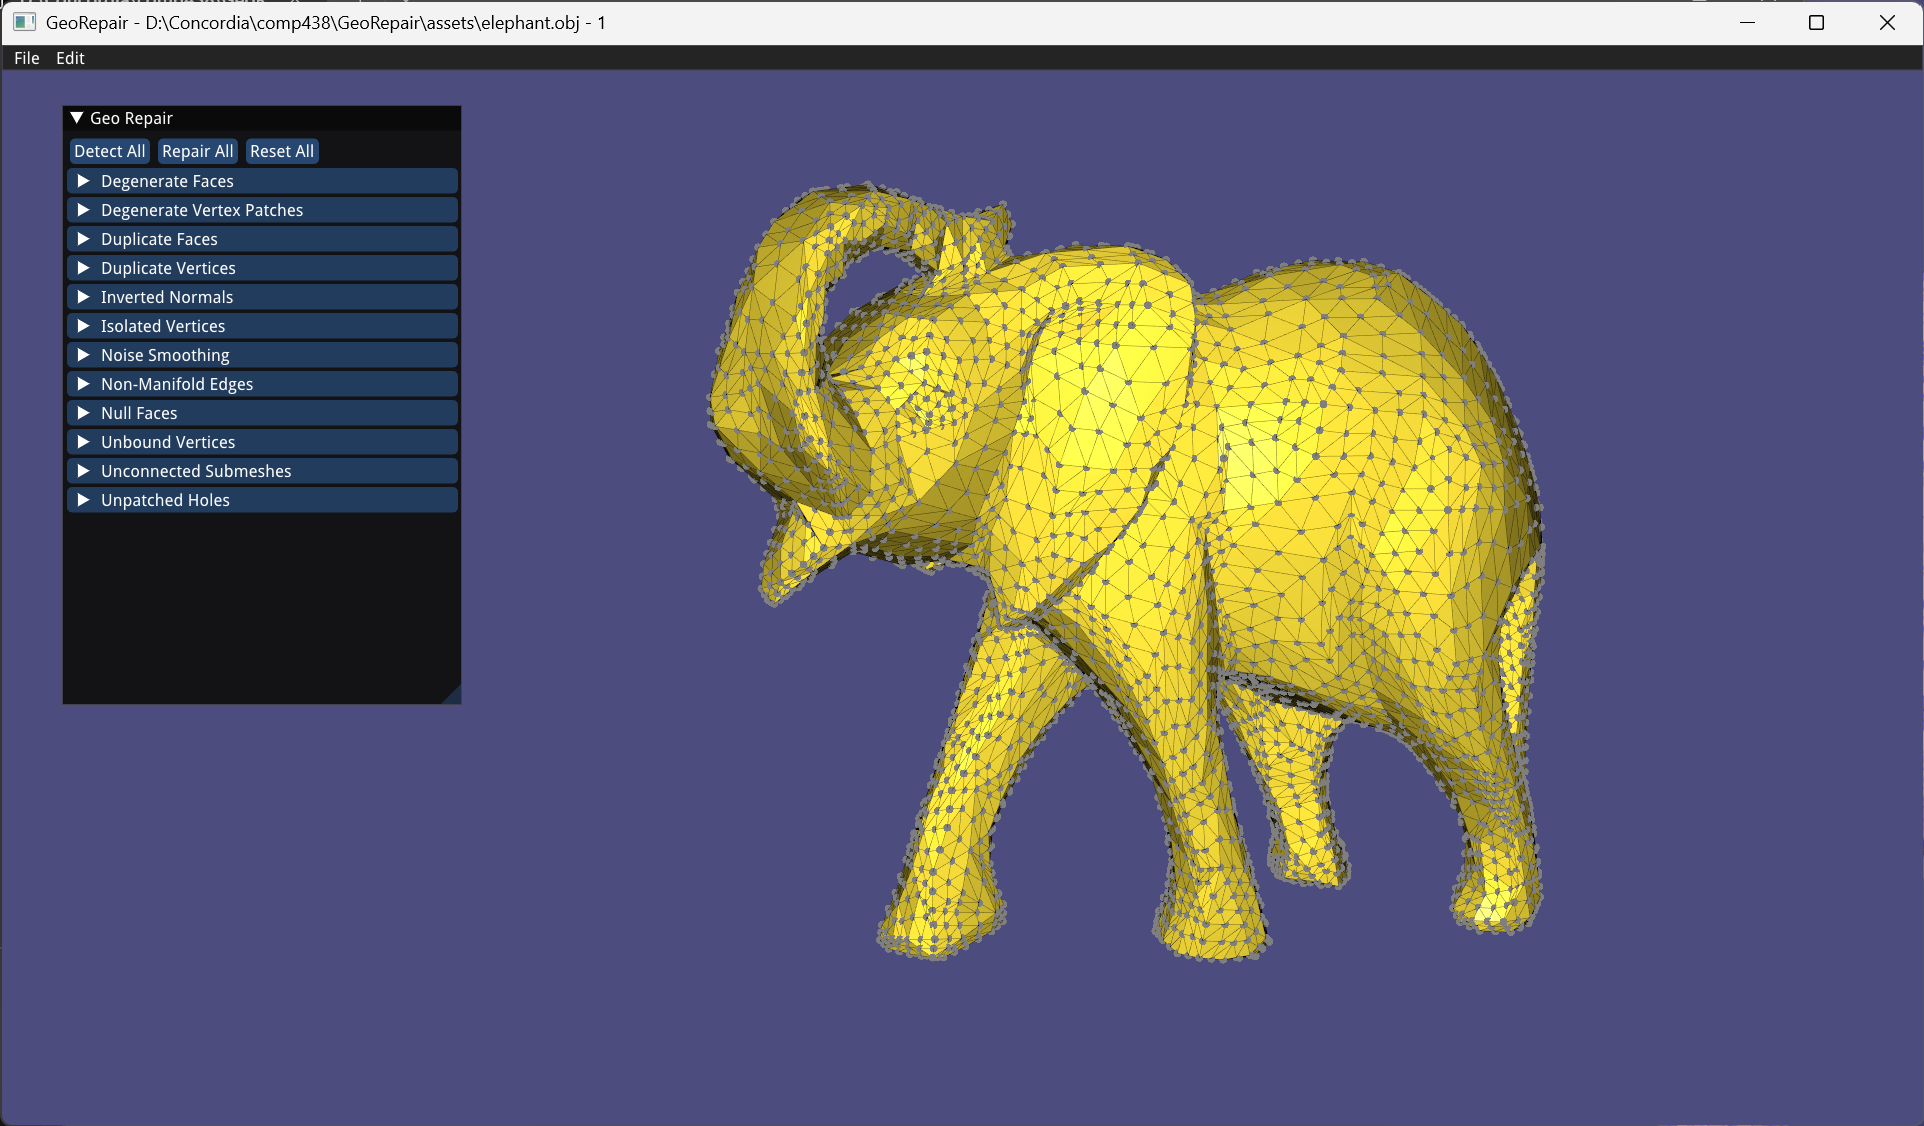 GeoRepair - D:\Concordia\comp438\GeoRepair\assets\elephant.obj - 1
File Edit
Geo Repair
Detect All Repair All Reset All
Degenerate Faces
Degenerate Vertex Patches
Duplicate Faces
Duplicate Vertices
Inverted Normals
Isolated Vertices
Noise Smoothing
Non-Manifold Edges
Null Faces
Unbound Vertices
Unconnected Submeshes
Unpatched Holes